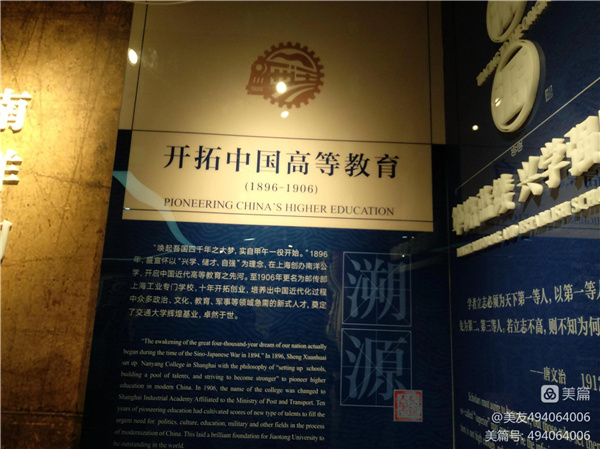 南
洋
开拓中国高等教育
(1896-1906)
PIONEERING CHINA'S HIGHER EDUCATION
"唤起吾国四千年之大梦，实自甲午一役开始。"1896
年，盛宣怀以"兴学、储才、自强"为理念，在上海创办南洋公
学，开启中国近代高等教育之先河。至1906年更名为邮传部
上海工业专门学校，十年开拓创业，培养出中国近代化过程
中众多政治、文化、教育、军事等领域急需的新式人才，奠定
了交通大学辉煌基业，卓然于世。
"The awakening of the great four-thousand-year dream of our nation actually
began during the time of the Sino-Japanese War in 1894." In 1896, Sheng Xuanhuai
set up Nanyang College in Shanghai with the philosophy of "setting up schools,
building a pool of talents, and striving to become stronger" to pioneer higher
education in modern China. In 1906, the name of the college was changed to
Shanghai Industrial Academy Affiliated to the Ministry of Post and Transport. Ten
years of pioneering education had cultivated scores of new type of talents to fill the
urgent need for politics, culture, education, military and other fields in the process
of modernization of China. This laid a brilliant foundation for Jiaotong University to
be outstanding in the world.
溯
源
兴学强
学者立志必须为天下第一等人，以第一等人
为第二、第三等人，若立志不高，则不知为何
——唐文治 1912
美篇
@美友494064006
美篇号: 494064006